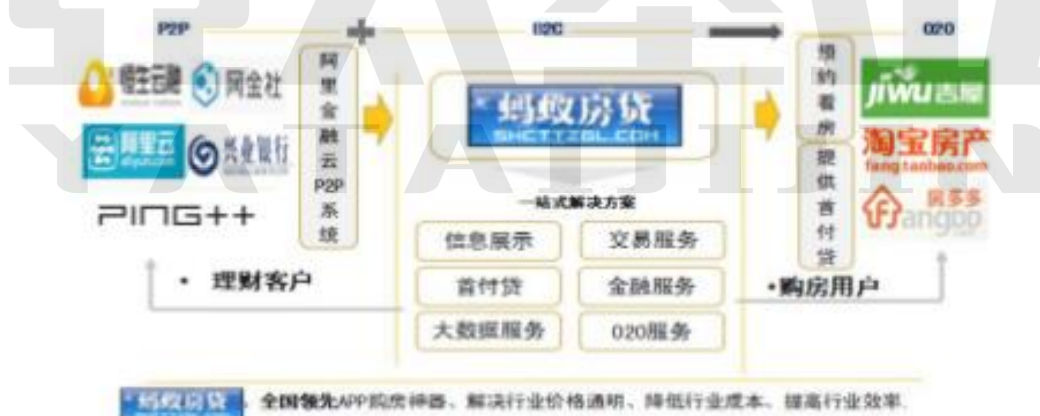 P2P
B2C
O2O
恒生云融
网金社
阿里云
aliyun.com
兴业银行
PING++
阿里金融云P2P系统
蚂蚁房贷
SHCTTZGL.COM
一站式解决方案
信息展示
交易服务
首付贷
金融服务
大数据服务
O2O服务
预约看房
提供首付贷
JIWU吉屋
淘宝房产
fang.taobao.com
房多多
Fangdd
• 理财客户
•购房用户
蚂蚁房贷
全国领先APP购房神器、解决行业价格透明、降低行业成本、提高行业效率.